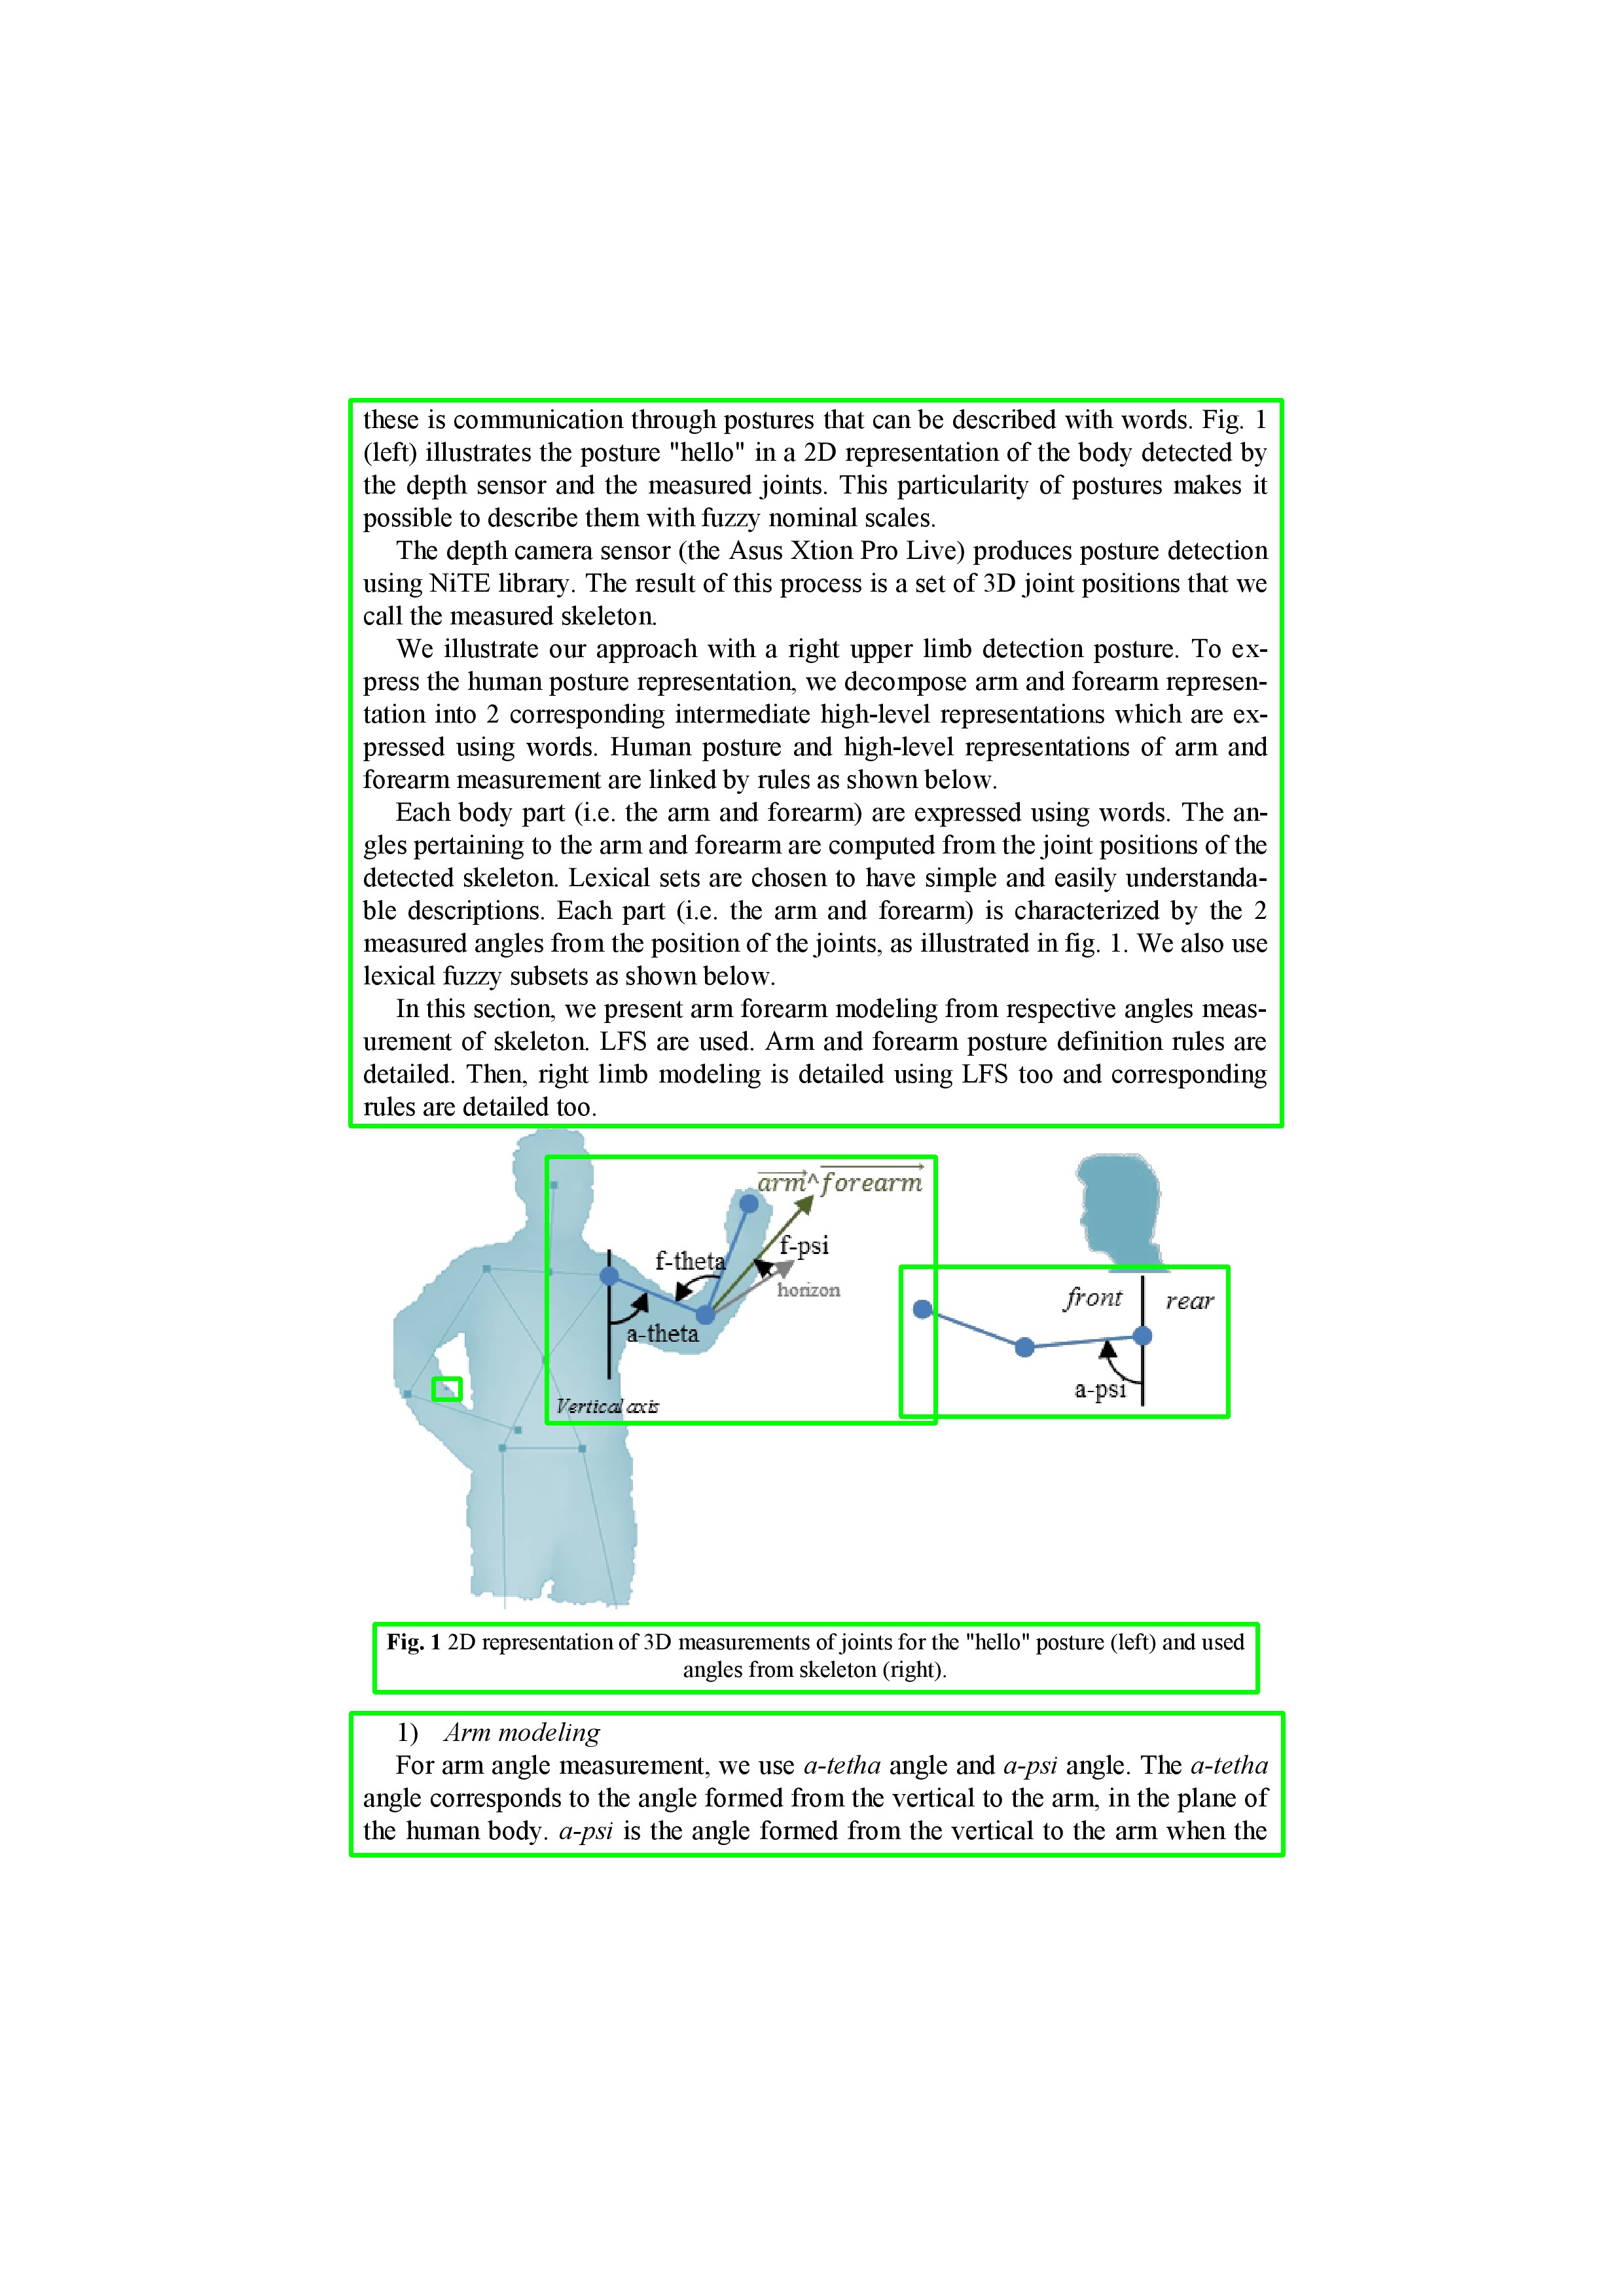 these is communication through postures that can be described with words. Fig. 1
(left) illustrates the posture "hello" in a 2D representation of the body detected by
the depth sensor and the measured joints. This particularity of postures makes it
possible to describe them with fuzzy nominal scales.
The depth camera sensor (the Asus Xtion Pro Live) produces posture detection
using NiTE library. The result of this process is a set of 3D joint positions that we
call the measured skeleton.
We illustrate our approach with a right upper limb detection posture. To ex-
press the human posture representation, we decompose arm and forearm represen-
tation into 2 corresponding intermediate high-level representations which are ex-
pressed using words. Human posture and high-level representations of arm and
forearm measurement are linked by rules as shown below.
Each body part (i.e. the arm and forearm) are expressed using words. The an-
gles pertaining to the arm and forearm are computed from the joint positions of the
detected skeleton. Lexical sets are chosen to have simple and easily understanda-
ble descriptions. Each part (i.e. the arm and forearm) is characterized by the 2
measured angles from the position of the joints, as illustrated in fig. 1. We also use
lexical fuzzy subsets as shown below.
In this section, we present arm forearm modeling from respective angles meas-
urement of skeleton. LFS are used. Arm and forearm posture definition rules are
detailed. Then, right limb modeling is detailed using LFS too and corresponding
rules are detailed too.
arm^forearm
f-psi
f-theta
horizon
a-theta
Vertical axis
front rear
a-psi
Fig. 1 2D representation of 3D measurements of joints for the "hello" posture (left) and used
angles from skeleton (right).
1) Arm modeling
For arm angle measurement, we use a-tetha angle and a-psi angle. The a-tetha
angle corresponds to the angle formed from the vertical to the arm, in the plane of
the human body. a-psi is the angle formed from the vertical to the arm when the